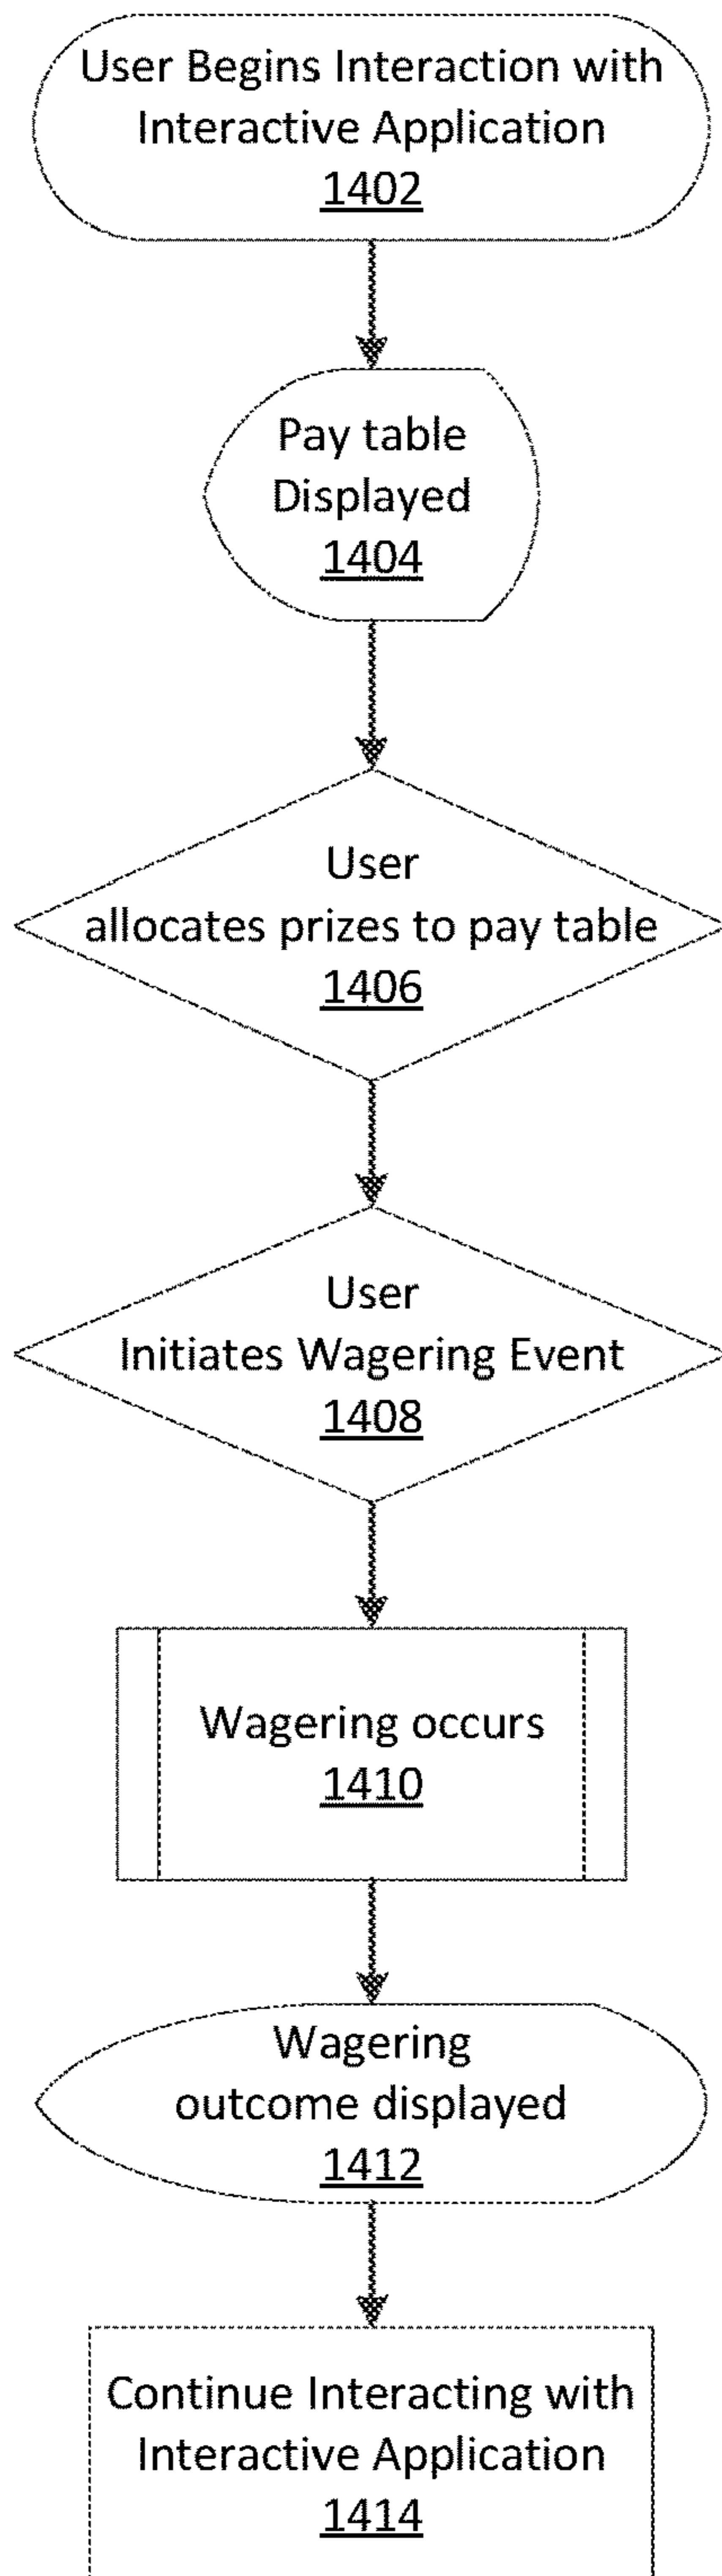 User Begins Interaction with
Interactive Application
1402
Pay table
Displayed
1404
User
allocates prizes to pay table
1406
User
Initiates Wagering Event
1408
Wagering occurs
1410
Wagering
outcome displayed
1412
Continue Interacting with
Interactive Application
1414